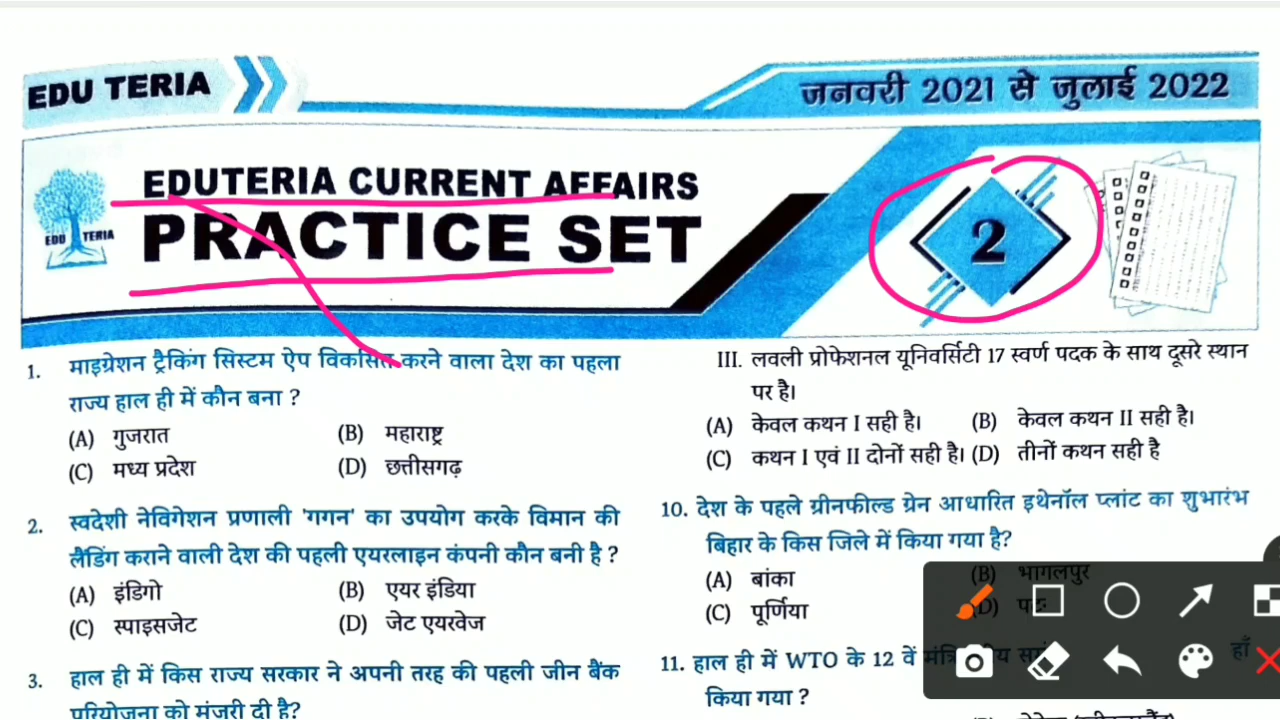 EDU TERIA
जनवरी 2021 से जुलाई 2022
EDU TERIA
EDUTERIA CURRENT AFFAIRS
PRACTICE SET
2
1. माइग्रेशन ट्रैकिंग सिस्टम ऐप विकसित करने वाला देश का पहला
राज्य हाल ही में कौन बना ?
(A) गुजरात (B) महाराष्ट्र
(C) मध्य प्रदेश (D) छत्तीसगढ़
2. स्वदेशी नेविगेशन प्रणाली 'गगन' का उपयोग करके विमान की
लैंडिंग कराने वाली देश की पहली एयरलाइन कंपनी कौन बनी है ?
(A) इंडिगो (B) एयर इंडिया
(C) स्पाइसजेट (D) जेट एयरवेज
3. हाल ही में किस राज्य सरकार ने अपनी तरह की पहली जीन बैंक
परियोजना को मंजूरी दी है?
III. लवली प्रोफेशनल यूनिवर्सिटी 17 स्वर्ण पदक के साथ दूसरे स्थान
पर है।
(A) केवल कथन I सही है। (B) केवल कथन II सही है।
(C) कथन I एवं II दोनों सही है। (D) तीनों कथन सही है
10. देश के पहले ग्रीनफील्ड ग्रेन आधारित इथेनॉल प्लांट का शुभारंभ
बिहार के किस जिले में किया गया है?
(A) बांका (B) भागलपुर
(C) पूर्णिया (D)
11. हाल ही में WTO के 12 वें हाँ
किया गया ?